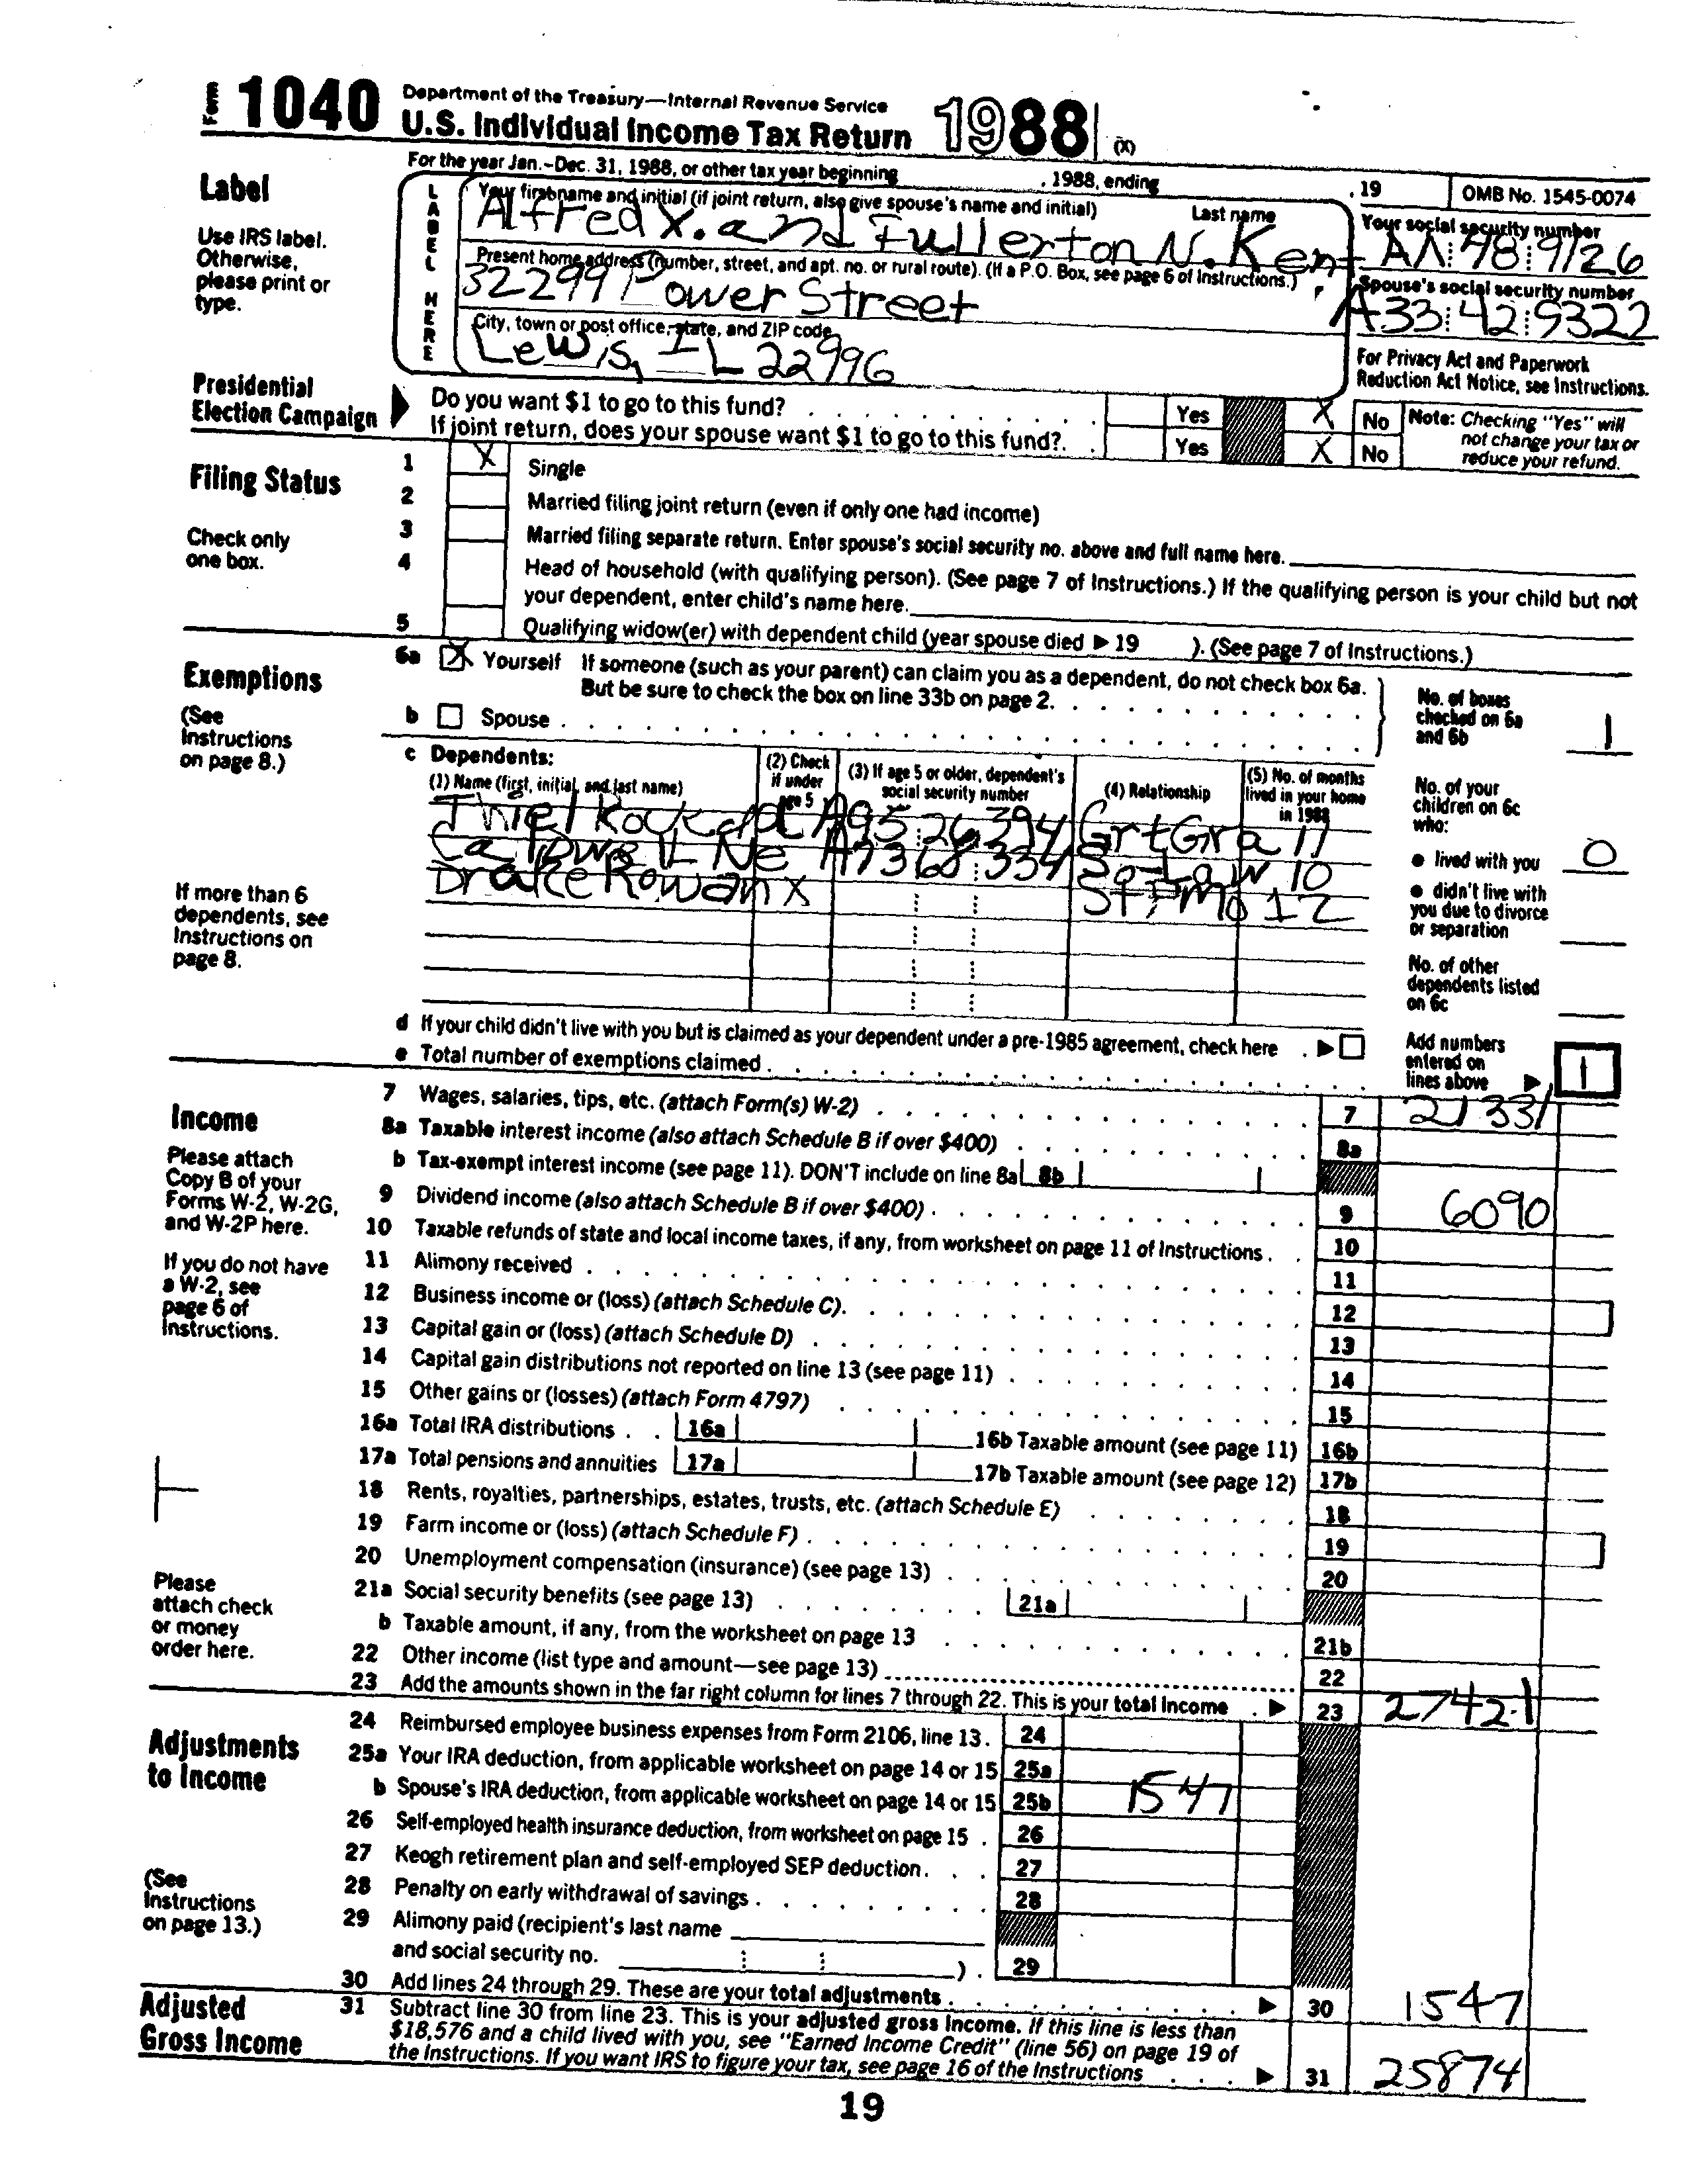 Form 1040 Department of the Treasury—Internal Revenue Service
U.S. Individual Income Tax Return 1988 (X)
For the year Jan.–Dec. 31, 1988, or other tax year beginning , 1988, ending , 19 OMB No. 1545-0074
Label
Use IRS label.
Otherwise,
please print or
type.
LABEL HERE
Your first name and initial (if joint return, also give spouse's name and initial) Last name
Alfred X. and Fullerton N. Kent
Your social security number
AA 48 9126
Present home address (number, street, and apt. no. or rural route). (If a P.O. Box, see page 6 of Instructions.)
32299 Power Street
Spouse's social security number
A33 42 9322
City, town or post office, state, and ZIP code
Lewis, IL 22996
For Privacy Act and Paperwork
Reduction Act Notice, see Instructions.
Presidential
Election Campaign
Do you want $1 to go to this fund? Yes X No
If joint return, does your spouse want $1 to go to this fund? Yes X No
Note: Checking "Yes" will
not change your tax or
reduce your refund.
Filing Status
Check only
one box.
1 X Single
2 Married filing joint return (even if only one had income)
3 Married filing separate return. Enter spouse's social security no. above and full name here.
4 Head of household (with qualifying person). (See page 7 of Instructions.) If the qualifying person is your child but not
your dependent, enter child's name here.
5 Qualifying widow(er) with dependent child (year spouse died ▶ 19 ). (See page 7 of Instructions.)
Exemptions
(See
Instructions
on page 8.)
6a X Yourself If someone (such as your parent) can claim you as a dependent, do not check box 6a.
But be sure to check the box on line 33b on page 2.
b Spouse
No. of boxes
checked on 6a
and 6b 1
c Dependents:
(1) Name (first, initial, and last name)
(2) Check
if under
age 5
(3) If age 5 or older, dependent's
social security number
(4) Relationship
(5) No. of months
lived in your home
in 1988
Thiel A95 26 394 GrtGra 11
Ne A73 68 334 So-Law 10
Drake Rowan X StPMo 12
If more than 6
dependents, see
Instructions on
page 8.
No. of your
children on 6c
who:
● lived with you 0
● didn't live with
you due to divorce
or separation
No. of other
dependents listed
on 6c
d If your child didn't live with you but is claimed as your dependent under a pre-1985 agreement, check here ▶
e Total number of exemptions claimed
Add numbers
entered on
lines above ▶ 1
Income
Please attach
Copy B of your
Forms W-2, W-2G,
and W-2P here.
If you do not have
a W-2, see
page 6 of
Instructions.
Please
attach check
or money
order here.
7 Wages, salaries, tips, etc. (attach Form(s) W-2) 7 21331
8a Taxable interest income (also attach Schedule B if over $400) 8a
b Tax-exempt interest income (see page 11). DON'T include on line 8a 8b
9 Dividend income (also attach Schedule B if over $400) 9 6090
10 Taxable refunds of state and local income taxes, if any, from worksheet on page 11 of Instructions 10
11 Alimony received 11
12 Business income or (loss) (attach Schedule C) 12
13 Capital gain or (loss) (attach Schedule D) 13
14 Capital gain distributions not reported on line 13 (see page 11) 14
15 Other gains or (losses) (attach Form 4797) 15
16a Total IRA distributions 16a 16b Taxable amount (see page 11) 16b
17a Total pensions and annuities 17a 17b Taxable amount (see page 12) 17b
18 Rents, royalties, partnerships, estates, trusts, etc. (attach Schedule E) 18
19 Farm income or (loss) (attach Schedule F) 19
20 Unemployment compensation (insurance) (see page 13) 20
21a Social security benefits (see page 13) 21a
b Taxable amount, if any, from the worksheet on page 13 21b
22 Other income (list type and amount—see page 13) 22
23 Add the amounts shown in the far right column for lines 7 through 22. This is your total income ▶ 23 27421
Adjustments
to Income
(See
Instructions
on page 13.)
24 Reimbursed employee business expenses from Form 2106, line 13. 24
25a Your IRA deduction, from applicable worksheet on page 14 or 15 25a
b Spouse's IRA deduction, from applicable worksheet on page 14 or 15 25b 1547
26 Self-employed health insurance deduction, from worksheet on page 15 26
27 Keogh retirement plan and self-employed SEP deduction 27
28 Penalty on early withdrawal of savings 28
29 Alimony paid (recipient's last name
and social security no. ) 29
30 Add lines 24 through 29. These are your total adjustments ▶ 30 1547
Adjusted
Gross Income
31 Subtract line 30 from line 23. This is your adjusted gross income. If this line is less than
$18,576 and a child lived with you, see "Earned Income Credit" (line 56) on page 19 of
the Instructions. If you want IRS to figure your tax, see page 16 of the Instructions ▶ 31 25874
19